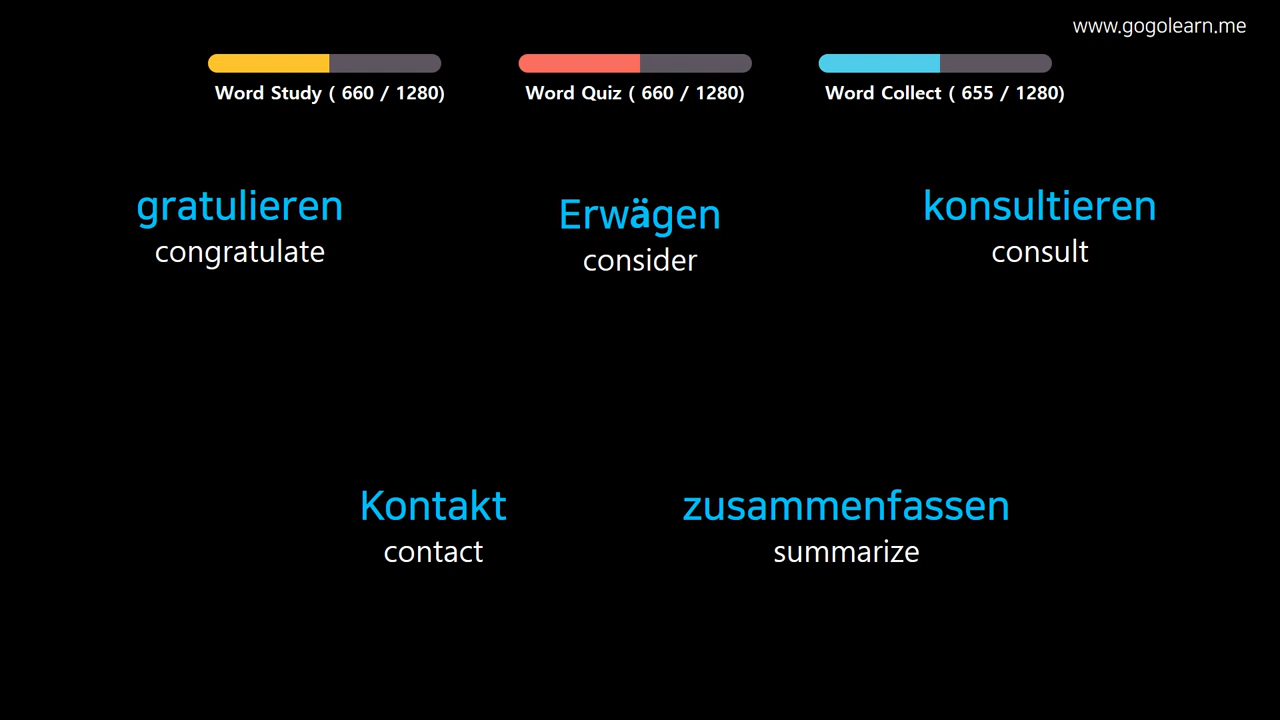 www.gogolearn.me
Word Study ( 660 / 1280)
Word Quiz ( 660 / 1280)
Word Collect ( 655 / 1280)
gratulieren
congratulate
Erwägen
consider
konsultieren
consult
Kontakt
contact
zusammenfassen
summarize